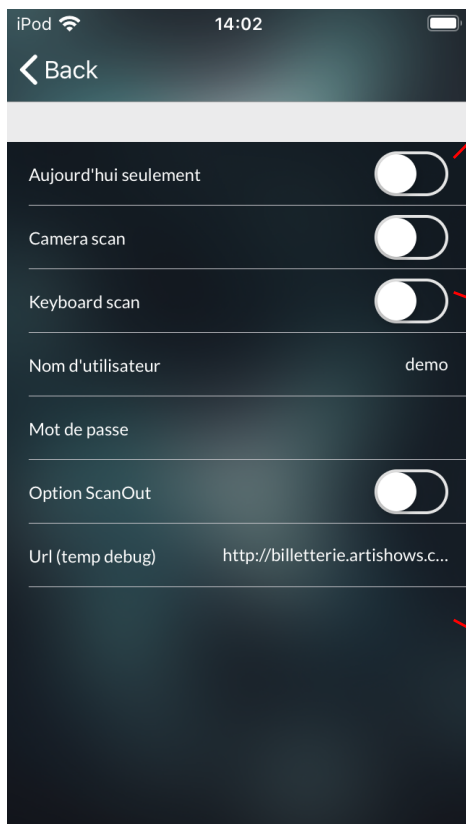 iPod 14:02
Back
Aujourd'hui seulement
Camera scan
Keyboard scan
Nom d'utilisateur demo
Mot de passe
Option ScanOut
Url (temp debug) http://billetterie.artishows.c...